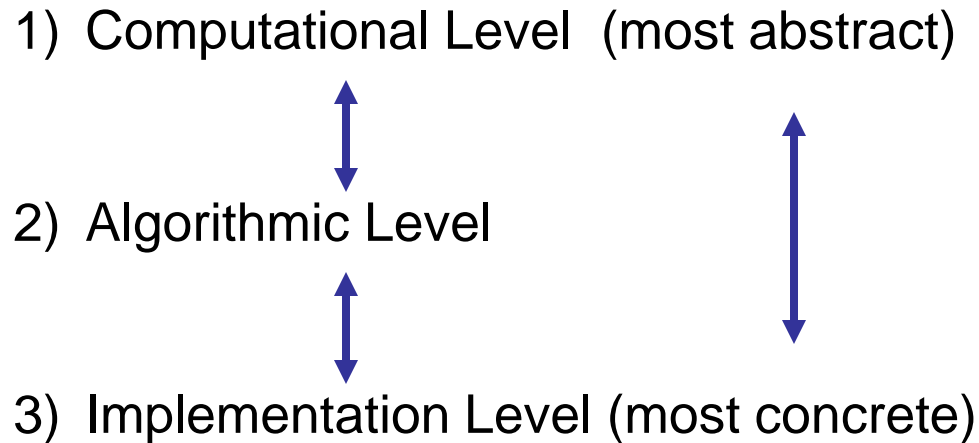 1) Computational Level (most abstract)
2) Algorithmic Level
3) Implementation Level (most concrete)